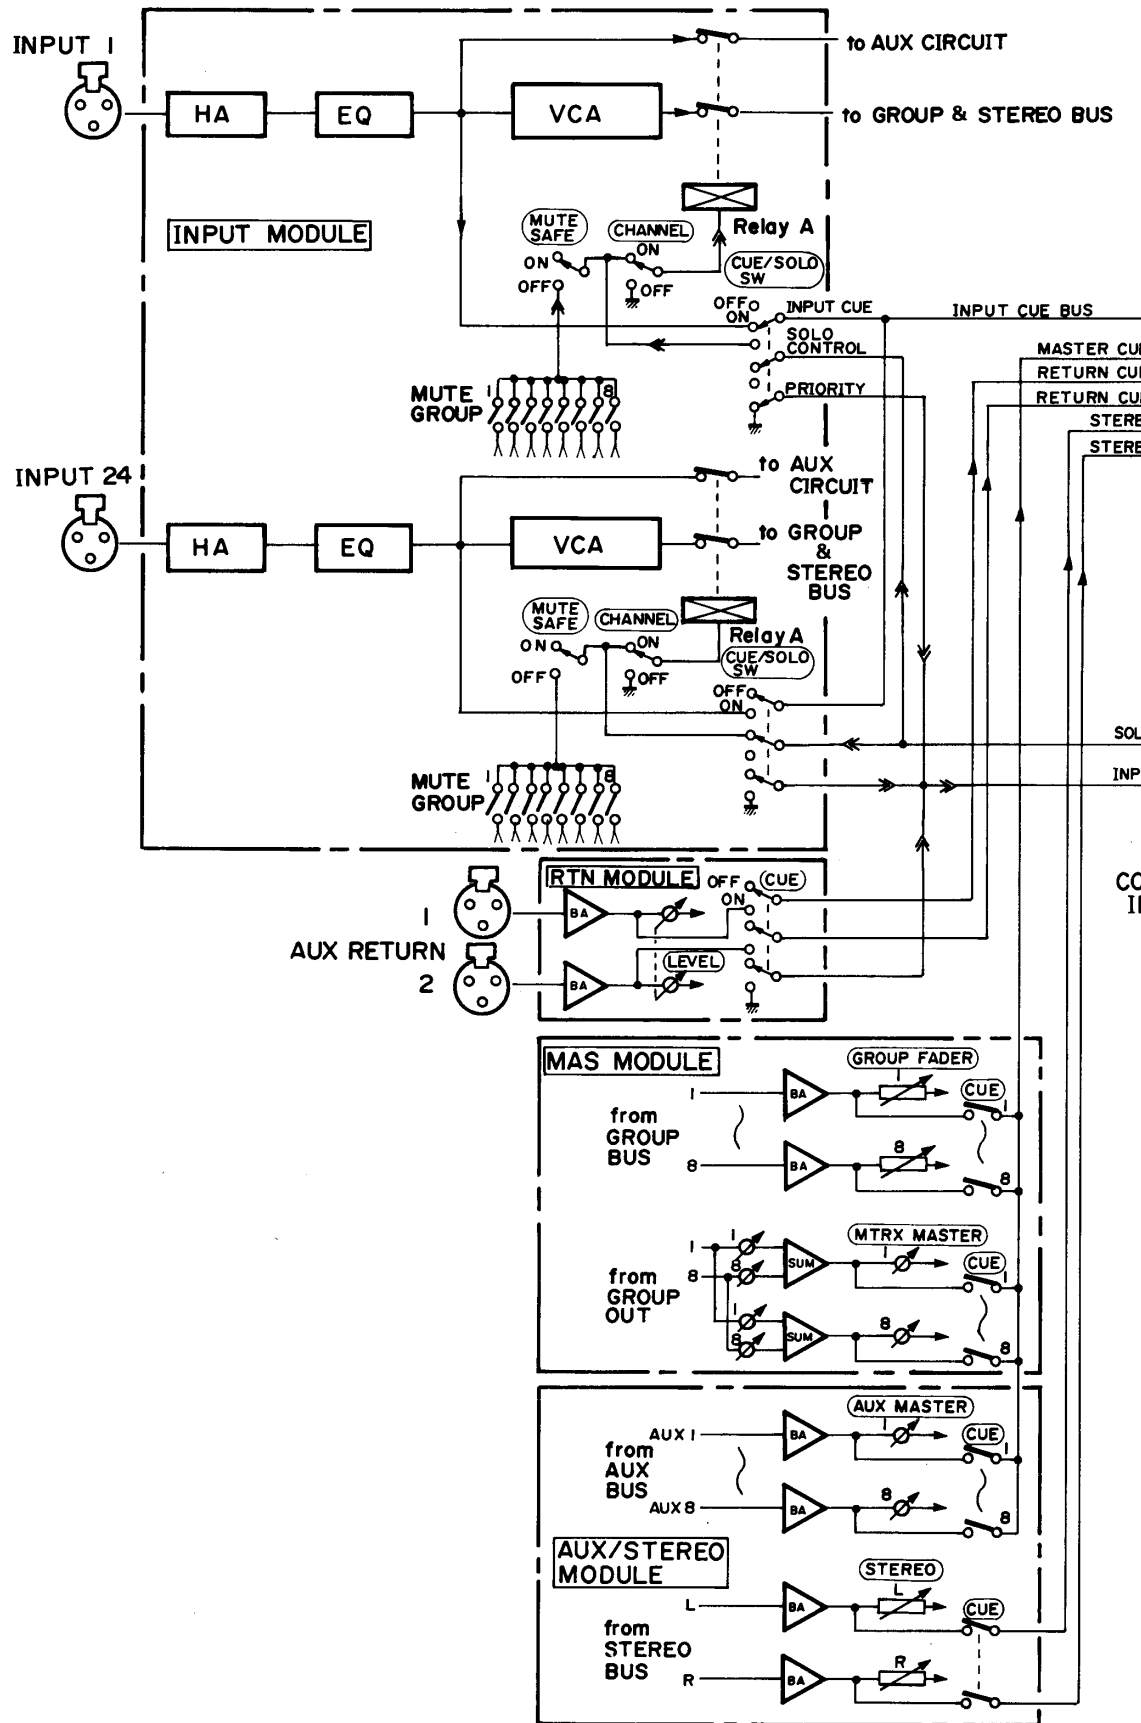 INPUT 1
to AUX CIRCUIT
HA
EQ
VCA
to GROUP & STEREO BUS
INPUT MODULE
MUTE
SAFE
CHANNEL
Relay A
ON
ON
OFF
OFF
CUE/SOLO
SW
OFF
ON
INPUT CUE
INPUT CUE BUS
SOLO
CONTROL
MASTER CUE
RETURN CUE
PRIORITY
RETURN CUE
MUTE
GROUP
1
8
STERE
STERE
INPUT 24
to AUX
CIRCUIT
HA
EQ
VCA
to GROUP
&
STEREO
BUS
MUTE
SAFE
CHANNEL
Relay A
ON
ON
OFF
OFF
CUE/SOLO
SW
OFF
ON
SOL
INP
MUTE
GROUP
1
8
RTN MODULE
OFF
ON
CUE
CO
1
BA
AUX RETURN
2
BA
LEVEL
MAS MODULE
GROUP FADER
1
CUE
1
1
BA
from
GROUP
BUS
8
BA
8
8
MTRX MASTER
1
1
SUM
1
CUE
1
from
GROUP
OUT
8
8
1
8
SUM
8
8
AUX MASTER
1
CUE
1
AUX 1
BA
from
AUX
BUS
AUX 8
BA
8
8
AUX/STEREO
MODULE
STEREO
L
CUE
L
BA
from
STEREO
BUS
R
BA
R